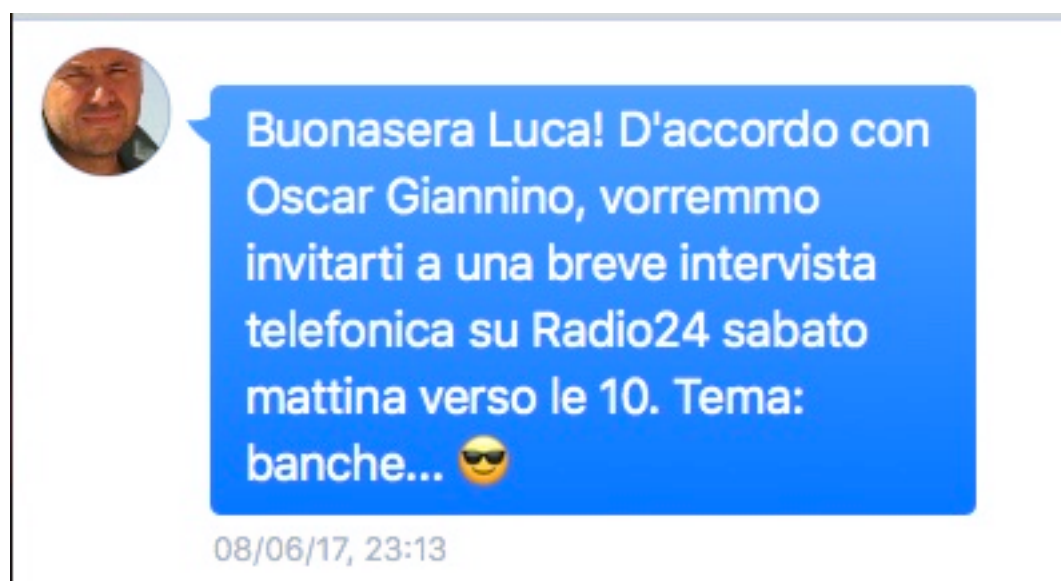 Buonasera Luca! D'accordo con
Oscar Giannino, vorremmo
invitarti a una breve intervista
telefonica su Radio24 sabato
mattina verso le 10. Tema:
banche... 😎
08/06/17, 23:13